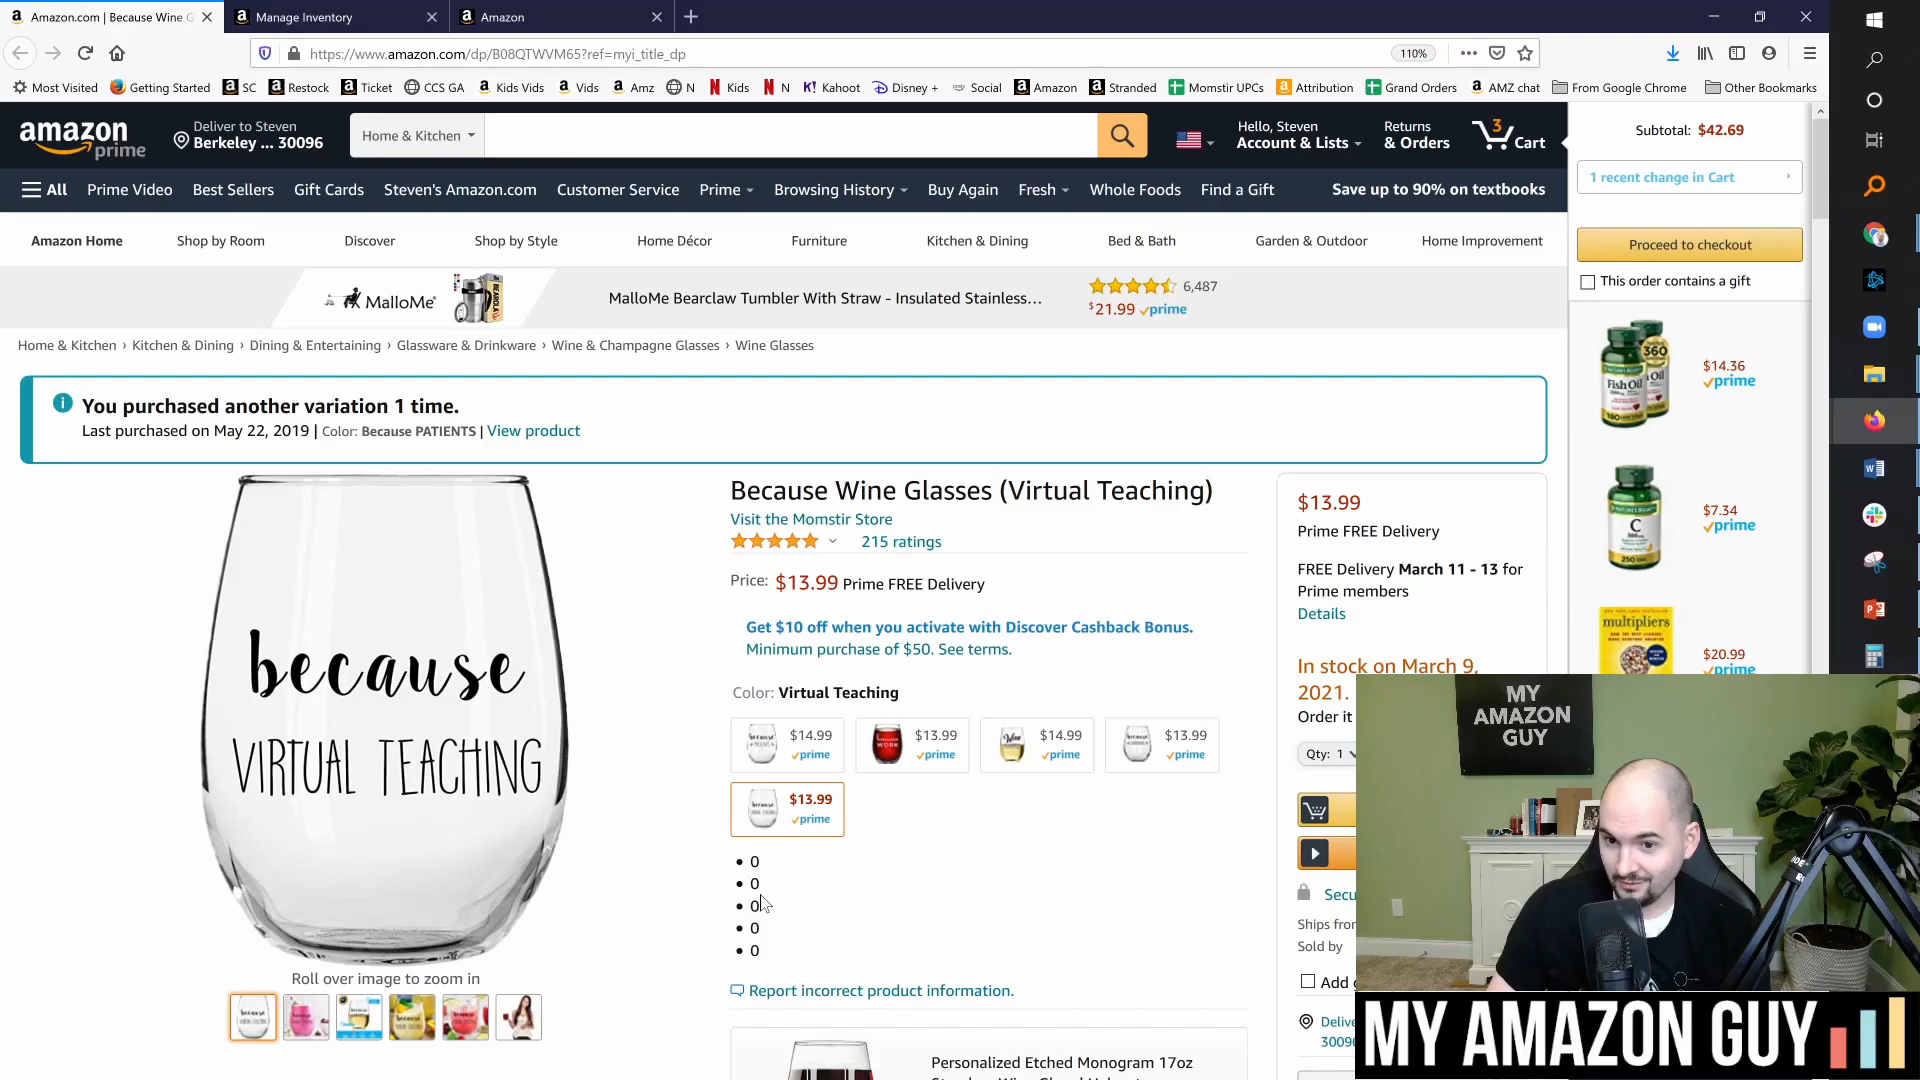 Amazon.com | Because Wine G
Manage Inventory
Amazon
https://www.amazon.com/dp/B08QTWVM65?ref=myi_title_dp
110%
Most Visited
Getting Started
SC
Restock
Ticket
CCS GA
Kids Vids
Vids
Amz
N
Kids
N
Kahoot
Disney +
Social
Amazon
Stranded
Momstir UPCs
Attribution
Grand Orders
AMZ chat
From Google Chrome
Other Bookmarks
amazon
prime
Deliver to Steven
Berkeley ... 30096
Home & Kitchen
Hello, Steven
Account & Lists
Returns
& Orders
3
Cart
All
Prime Video
Best Sellers
Gift Cards
Steven's Amazon.com
Customer Service
Prime
Browsing History
Buy Again
Fresh
Whole Foods
Find a Gift
Save up to 90% on textbooks
Amazon Home
Shop by Room
Discover
Shop by Style
Home Décor
Furniture
Kitchen & Dining
Bed & Bath
Garden & Outdoor
Home Improvement
MalloMe
BEARCLAW
MalloMe Bearclaw Tumbler With Straw - Insulated Stainless...
6,487
$21.99 prime
Home & Kitchen › Kitchen & Dining › Dining & Entertaining › Glassware & Drinkware › Wine & Champagne Glasses › Wine Glasses
You purchased another variation 1 time.
Last purchased on May 22, 2019 | Color: Because PATIENTS | View product
because
VIRTUAL TEACHING
Roll over image to zoom in
Because Wine Glasses (Virtual Teaching)
Visit the Momstir Store
215 ratings
Price: $13.99 Prime FREE Delivery
Get $10 off when you activate with Discover Cashback Bonus.
Minimum purchase of $50. See terms.
Color: Virtual Teaching
$14.99
prime
$13.99
prime
$14.99
prime
$13.99
prime
$13.99
prime
• 0
• 0
• 0
• 0
• 0
Report incorrect product information.
Personalized Etched Monogram 17oz
$13.99
Prime FREE Delivery
FREE Delivery March 11 - 13 for
Prime members
Details
In stock on March 9,
2021.
Order it
Qty: 1
Secu
Ships from
Sold by
Add
Delive
3009
Subtotal: $42.69
1 recent change in Cart
Proceed to checkout
This order contains a gift
360
Fish Oil
180
$14.36
prime
C
250
$7.34
prime
multipliers
$20.99
prime
MY
AMAZON
GUY
MY AMAZON GUY